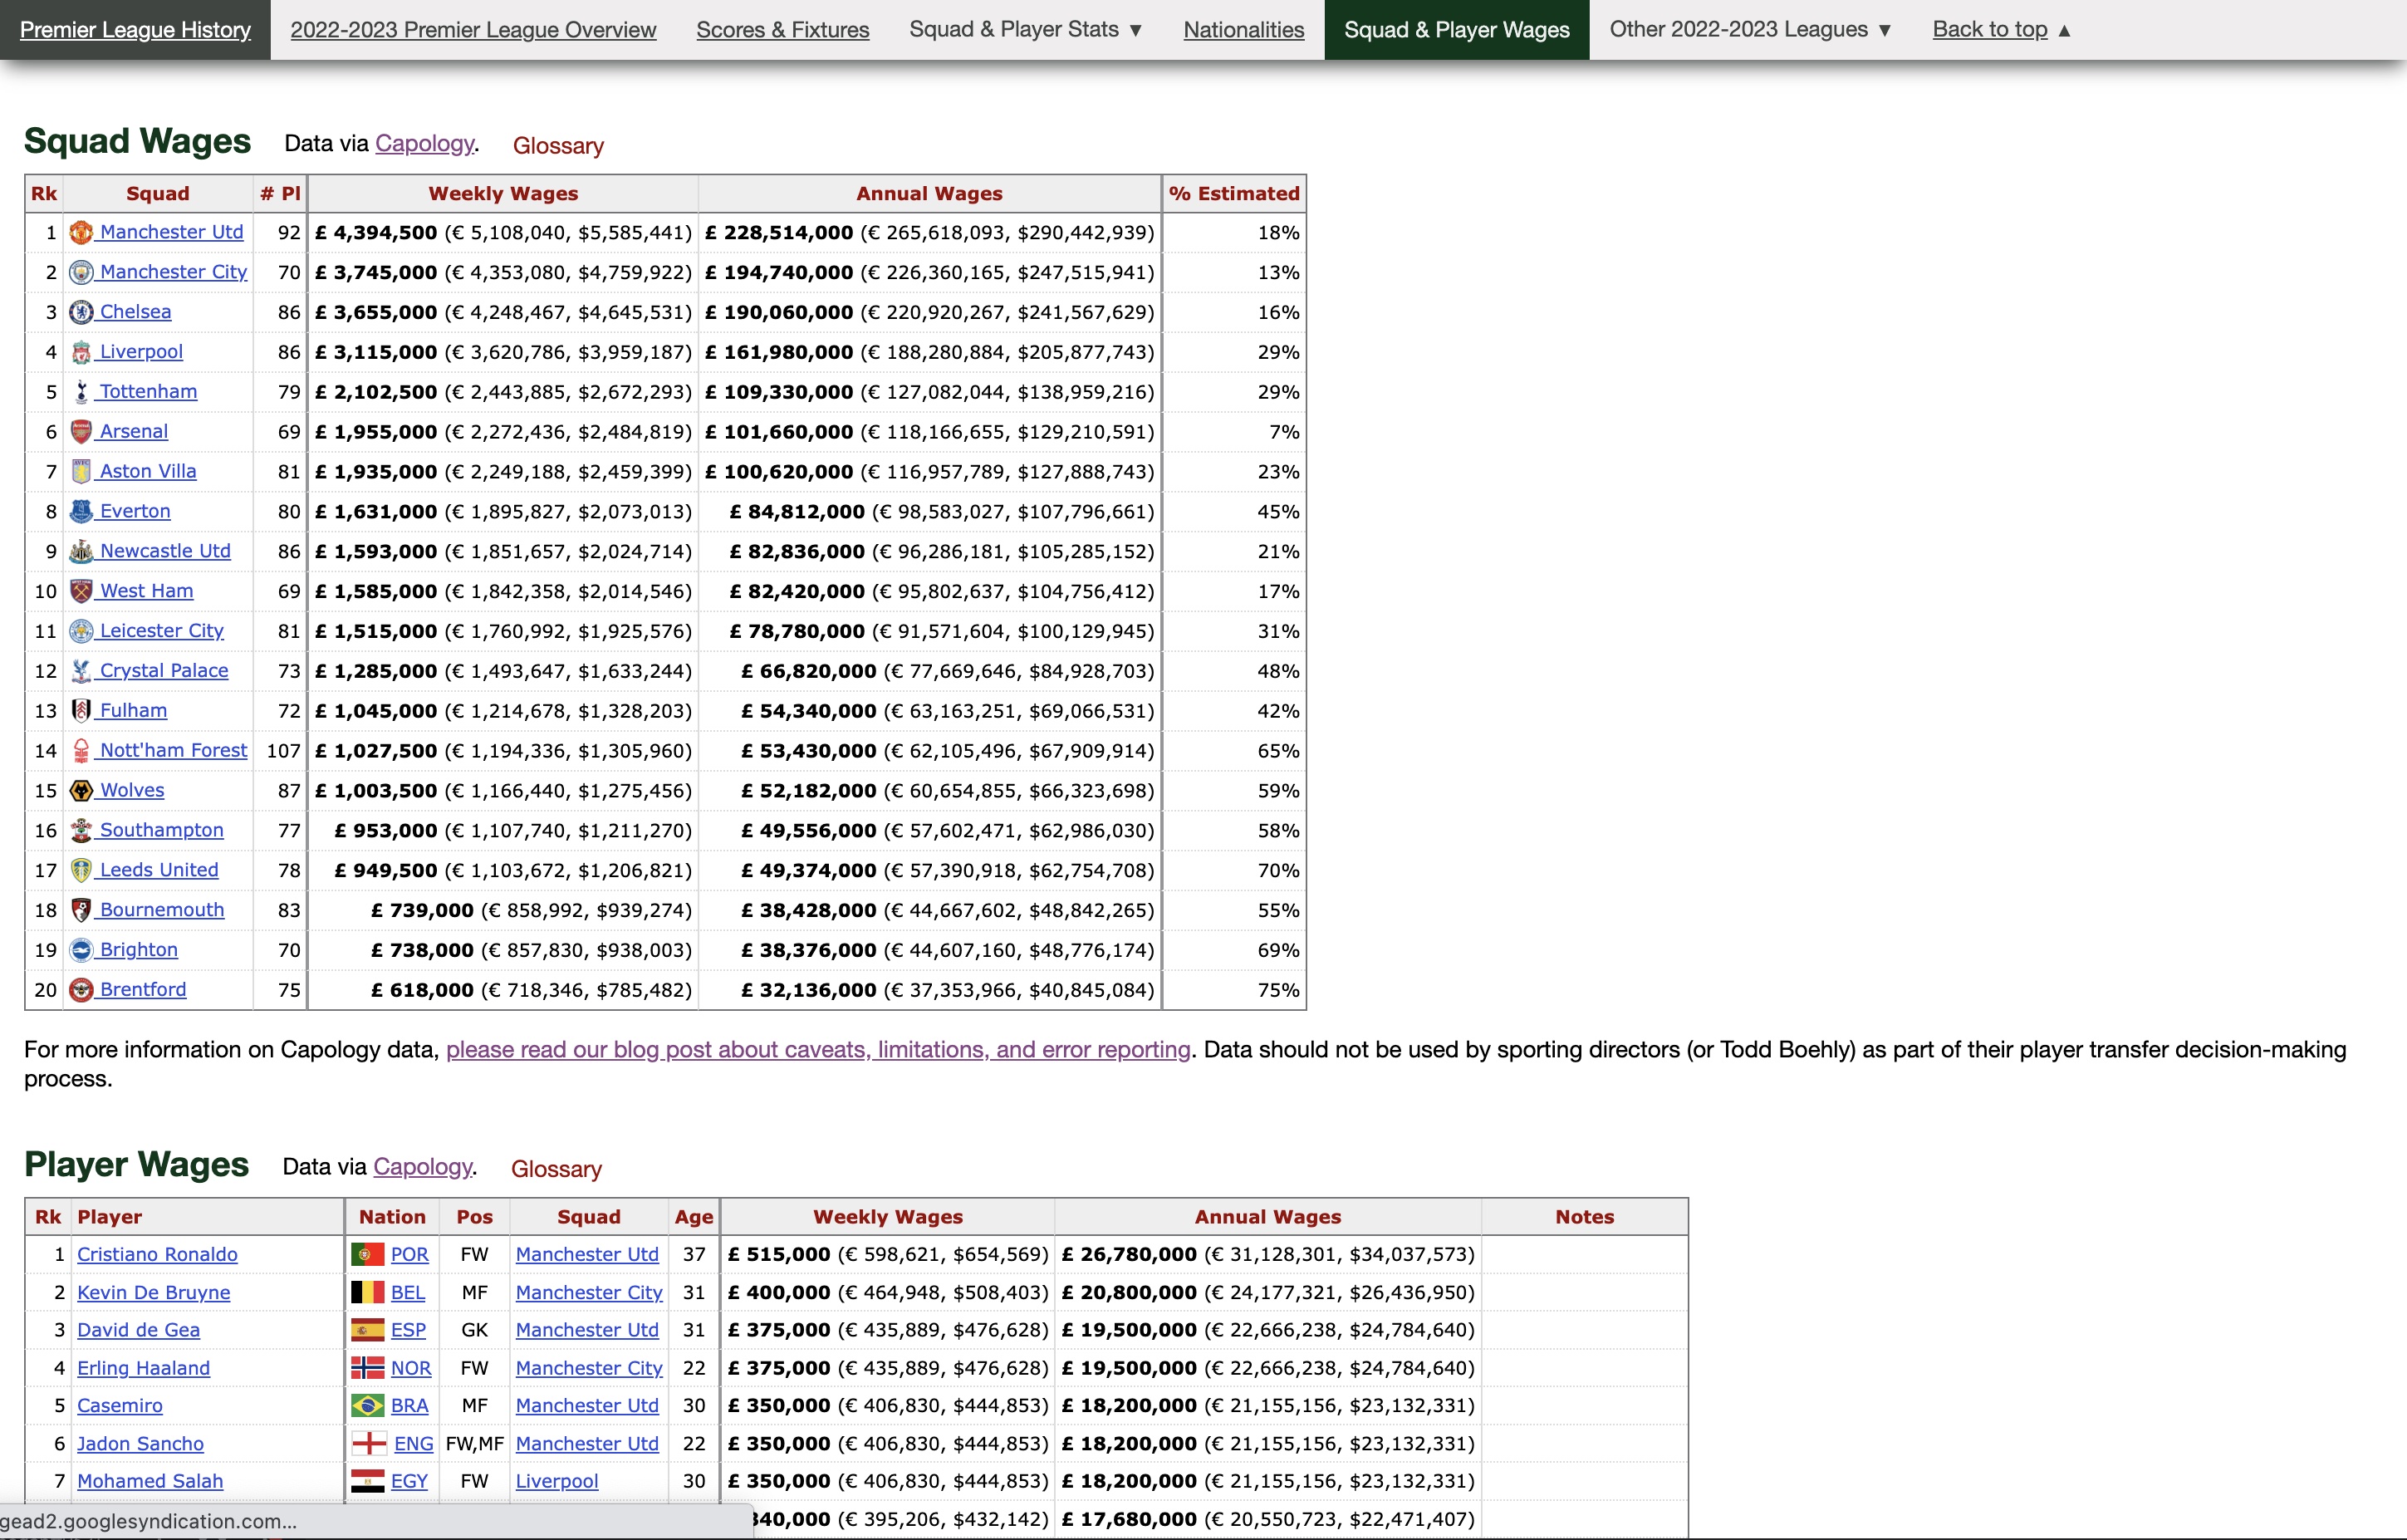 Premier League History 2022-2023 Premier League Overview Scores & Fixtures Squad & Player Stats ▼ Nationalities Squad & Player Wages Other 2022-2023 Leagues ▼ Back to top ▲
Squad Wages Data via Capology. Glossary
Rk Squad # Pl Weekly Wages Annual Wages % Estimated
1 Manchester Utd 92 £ 4,394,500 (€ 5,108,040, $5,585,441) £ 228,514,000 (€ 265,618,093, $290,442,939) 18%
2 Manchester City 70 £ 3,745,000 (€ 4,353,080, $4,759,922) £ 194,740,000 (€ 226,360,165, $247,515,941) 13%
3 Chelsea 86 £ 3,655,000 (€ 4,248,467, $4,645,531) £ 190,060,000 (€ 220,920,267, $241,567,629) 16%
4 Liverpool 86 £ 3,115,000 (€ 3,620,786, $3,959,187) £ 161,980,000 (€ 188,280,884, $205,877,743) 29%
5 Tottenham 79 £ 2,102,500 (€ 2,443,885, $2,672,293) £ 109,330,000 (€ 127,082,044, $138,959,216) 29%
6 Arsenal 69 £ 1,955,000 (€ 2,272,436, $2,484,819) £ 101,660,000 (€ 118,166,655, $129,210,591) 7%
7 Aston Villa 81 £ 1,935,000 (€ 2,249,188, $2,459,399) £ 100,620,000 (€ 116,957,789, $127,888,743) 23%
8 Everton 80 £ 1,631,000 (€ 1,895,827, $2,073,013) £ 84,812,000 (€ 98,583,027, $107,796,661) 45%
9 Newcastle Utd 86 £ 1,593,000 (€ 1,851,657, $2,024,714) £ 82,836,000 (€ 96,286,181, $105,285,152) 21%
10 West Ham 69 £ 1,585,000 (€ 1,842,358, $2,014,546) £ 82,420,000 (€ 95,802,637, $104,756,412) 17%
11 Leicester City 81 £ 1,515,000 (€ 1,760,992, $1,925,576) £ 78,780,000 (€ 91,571,604, $100,129,945) 31%
12 Crystal Palace 73 £ 1,285,000 (€ 1,493,647, $1,633,244) £ 66,820,000 (€ 77,669,646, $84,928,703) 48%
13 Fulham 72 £ 1,045,000 (€ 1,214,678, $1,328,203) £ 54,340,000 (€ 63,163,251, $69,066,531) 42%
14 Nott'ham Forest 107 £ 1,027,500 (€ 1,194,336, $1,305,960) £ 53,430,000 (€ 62,105,496, $67,909,914) 65%
15 Wolves 87 £ 1,003,500 (€ 1,166,440, $1,275,456) £ 52,182,000 (€ 60,654,855, $66,323,698) 59%
16 Southampton 77 £ 953,000 (€ 1,107,740, $1,211,270) £ 49,556,000 (€ 57,602,471, $62,986,030) 58%
17 Leeds United 78 £ 949,500 (€ 1,103,672, $1,206,821) £ 49,374,000 (€ 57,390,918, $62,754,708) 70%
18 Bournemouth 83 £ 739,000 (€ 858,992, $939,274) £ 38,428,000 (€ 44,667,602, $48,842,265) 55%
19 Brighton 70 £ 738,000 (€ 857,830, $938,003) £ 38,376,000 (€ 44,607,160, $48,776,174) 69%
20 Brentford 75 £ 618,000 (€ 718,346, $785,482) £ 32,136,000 (€ 37,353,966, $40,845,084) 75%
For more information on Capology data, please read our blog post about caveats, limitations, and error reporting. Data should not be used by sporting directors (or Todd Boehly) as part of their player transfer decision-making
process.
Player Wages Data via Capology. Glossary
Rk Player Nation Pos Squad Age Weekly Wages Annual Wages Notes
1 Cristiano Ronaldo POR FW Manchester Utd 37 £ 515,000 (€ 598,621, $654,569) £ 26,780,000 (€ 31,128,301, $34,037,573)
2 Kevin De Bruyne BEL MF Manchester City 31 £ 400,000 (€ 464,948, $508,403) £ 20,800,000 (€ 24,177,321, $26,436,950)
3 David de Gea ESP GK Manchester Utd 31 £ 375,000 (€ 435,889, $476,628) £ 19,500,000 (€ 22,666,238, $24,784,640)
4 Erling Haaland NOR FW Manchester City 22 £ 375,000 (€ 435,889, $476,628) £ 19,500,000 (€ 22,666,238, $24,784,640)
5 Casemiro BRA MF Manchester Utd 30 £ 350,000 (€ 406,830, $444,853) £ 18,200,000 (€ 21,155,156, $23,132,331)
6 Jadon Sancho ENG FW,MF Manchester Utd 22 £ 350,000 (€ 406,830, $444,853) £ 18,200,000 (€ 21,155,156, $23,132,331)
7 Mohamed Salah EGY FW Liverpool 30 £ 350,000 (€ 406,830, $444,853) £ 18,200,000 (€ 21,155,156, $23,132,331)
gead2.googlesyndication.com... 340,000 (€ 395,206, $432,142) £ 17,680,000 (€ 20,550,723, $22,471,407)